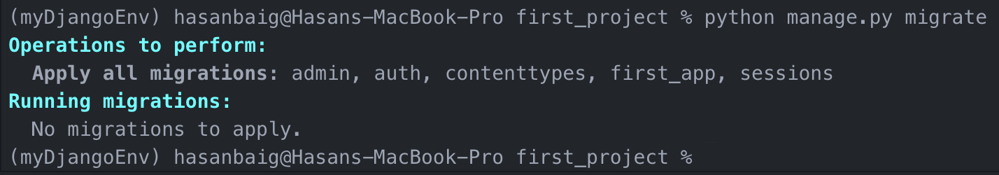 (myDjangoEnv) hasanbaig@Hasans-MacBook-Pro first_project % python manage.py migrate
Operations to perform:
  Apply all migrations: admin, auth, contenttypes, first_app, sessions
Running migrations:
  No migrations to apply.
(myDjangoEnv) hasanbaig@Hasans-MacBook-Pro first_project %